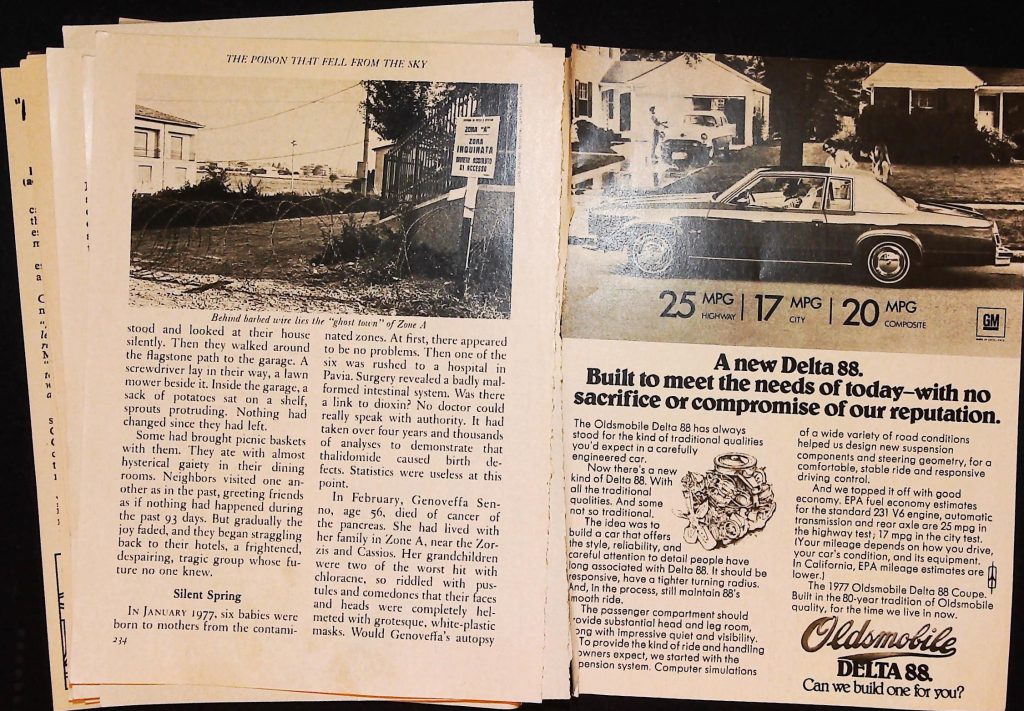 THE POISON THAT FELL FROM THE SKY
ZONA "A"
ZONA
INQUINATA
DIVIETO ASSOLUTO
DI ACCESSO
Behind barbed wire lies the "ghost town" of Zone A
stood and looked at their house
silently. Then they walked around
the flagstone path to the garage. A
screwdriver lay in their way, a lawn
mower beside it. Inside the garage, a
sack of potatoes sat on a shelf,
sprouts protruding. Nothing had
changed since they had left.
Some had brought picnic baskets
with them. They ate with almost
hysterical gaiety in their dining
rooms. Neighbors visited one an-
other as in the past, greeting friends
as if nothing had happened during
the past 93 days. But gradually the
joy faded, and they began straggling
back to their hotels, a frightened,
despairing, tragic group whose fu-
ture no one knew.
Silent Spring
IN JANUARY 1977, six babies were
born to mothers from the contami-
234
nated zones. At first, there appeared
to be no problems. Then one of the
six was rushed to a hospital in
Pavia. Surgery revealed a badly mal-
formed intestinal system. Was there
a link to dioxin? No doctor could
really speak with authority. It had
taken over four years and thousands
of analyses to demonstrate that
thalidomide caused birth de-
fects. Statistics were useless at this
point.
In February, Genoveffa Sen-
no, age 56, died of cancer of
the pancreas. She had lived with
her family in Zone A, near the Zor-
zis and Cassios. Her grandchildren
were two of the worst hit with
chloracne, so riddled with pus-
tules and comedones that their faces
and heads were completely hel-
meted with grotesque, white-plastic
masks. Would Genoveffa's autopsy
25 MPG HIGHWAY | 17 MPG CITY | 20 MPG COMPOSITE
GM
A new Delta 88.
Built to meet the needs of today—with no
sacrifice or compromise of our reputation.
The Oldsmobile Delta 88 has always
stood for the kind of traditional qualities
you'd expect in a carefully
engineered car.
Now there's a new
kind of Delta 88. With
all the traditional
qualities. And some
not so traditional.
The idea was to
build a car that offers
the style, reliability, and
careful attention to detail people have
long associated with Delta 88. It should be
responsive, have a tighter turning radius.
And, in the process, still maintain 88's
smooth ride.
The passenger compartment should
rovide substantial head and leg room,
ong with impressive quiet and visibility.
To provide the kind of ride and handling
owners expect, we started with the
pension system. Computer simulations
of a wide variety of road conditions
helped us design new suspension
components and steering geometry, for a
comfortable, stable ride and responsive
driving control.
And we topped it off with good
economy. EPA fuel economy estimates
for the standard 231 V6 engine, automatic
transmission and rear axle are 25 mpg in
the highway test; 17 mpg in the city test.
(Your mileage depends on how you drive,
your car's condition, and its equipment.
In California, EPA mileage estimates are
lower.)
The 1977 Oldsmobile Delta 88 Coupe.
Built in the 80-year tradition of Oldsmobile
quality, for the time we live in now.
Oldsmobile
DELTA 88.
Can we build one for you?